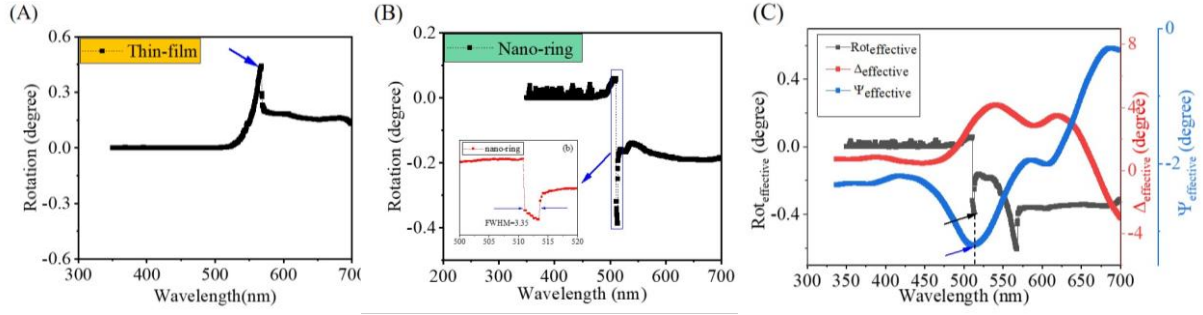 (A)
Thin-film
Rotation (degree)
0.6
0.3
0.0
-0.3
-0.6
300
400
500
600
700
Wavelength(nm)
(B)
Nano-ring
Rotation (degree)
0.0
-0.2
-0.4
200
300
400
500
600
700
Wavelength(nm)
nano-ring
(b)
FWHM=3.35
500
505
510
515
520
(C)
Rot_effective
Δ_effective
Ψ_effective
Rot_effective (degree)
0.4
0.0
-0.4
300
350
400
450
500
550
600
650
700
Wavelength (nm)
8
4
0
-4
Δ_effective (degree)
0
-2
Ψ_effective (degree)